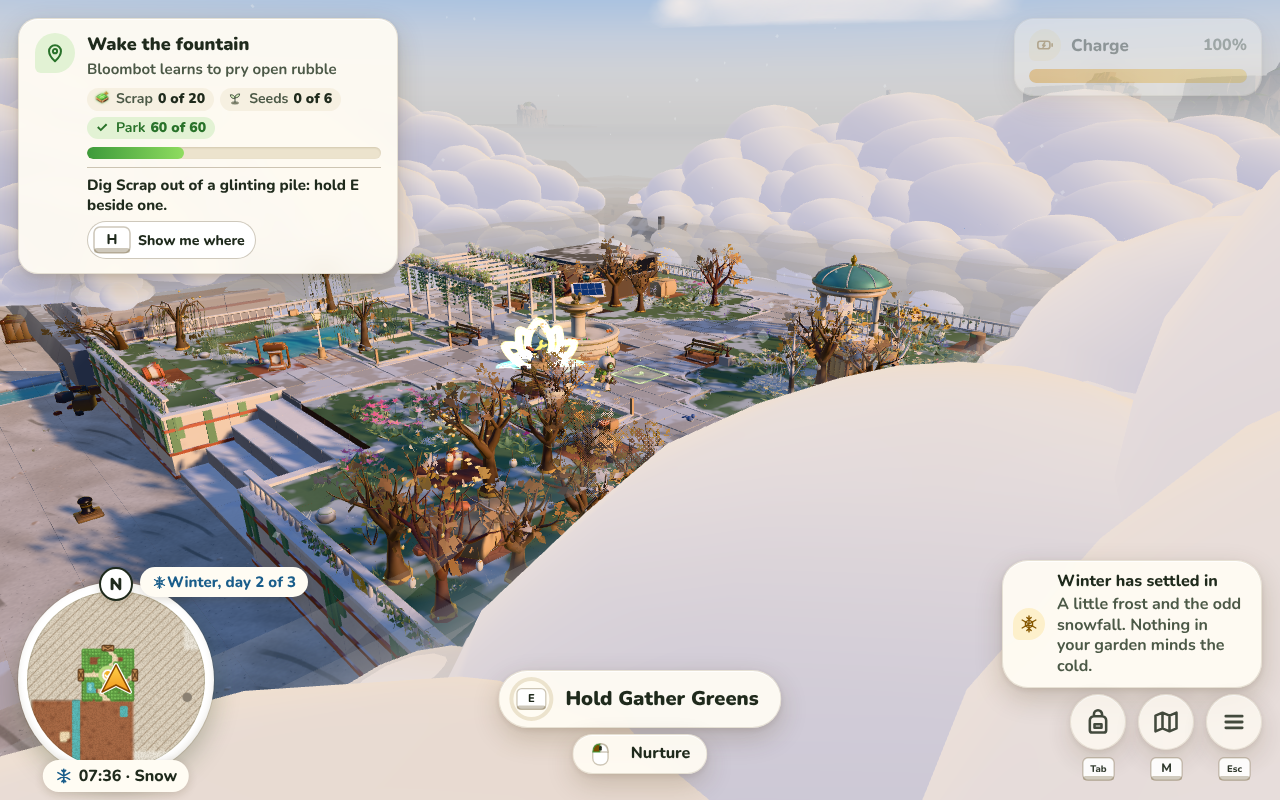 Wake the fountain
Bloombot learns to pry open rubble
Scrap 0 of 20 Seeds 0 of 6
Park 60 of 60
Dig Scrap out of a glinting pile: hold E
beside one.
H Show me where
Charge 100%
N Winter, day 2 of 3
07:36 · Snow
E Hold Gather Greens
Nurture
Winter has settled in
A little frost and the odd
snowfall. Nothing in
your garden minds the
cold.
Tab M Esc